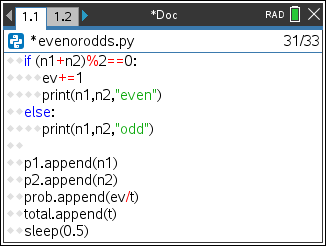 1.1 1.2 *Doc RAD
*evenorodds.py 31/33
if (n1+n2)%2==0:
ev+=1
print(n1,n2,"even")
else:
print(n1,n2,"odd")
p1.append(n1)
p2.append(n2)
prob.append(ev/t)
total.append(t)
sleep(0.5)